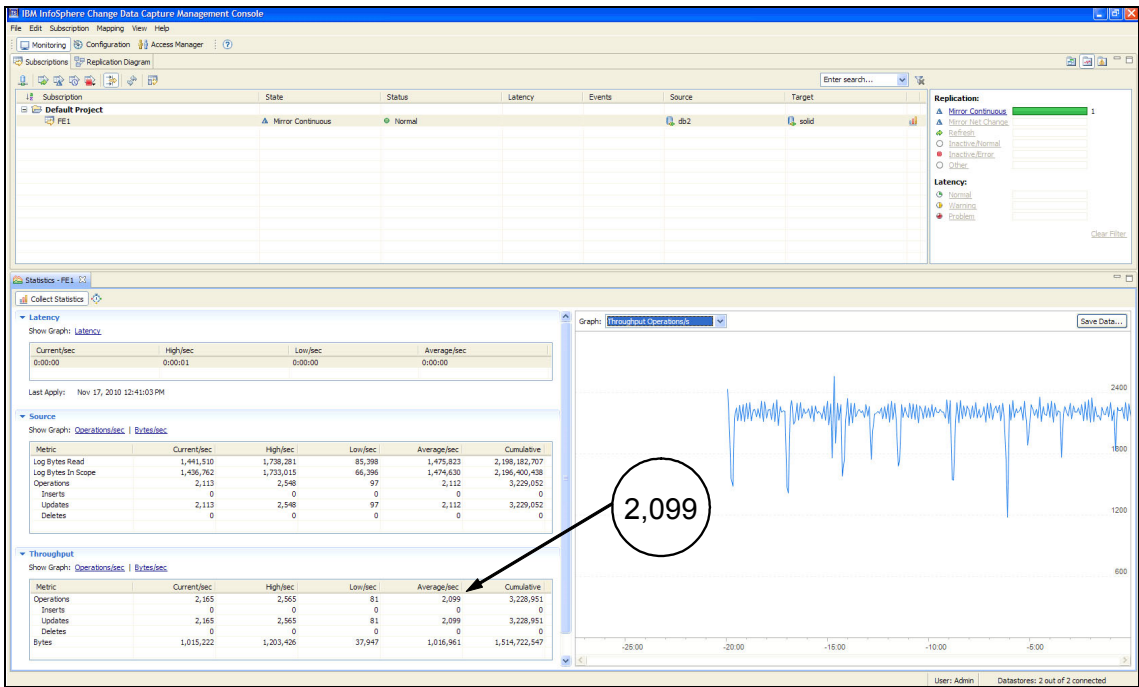 IBM InfoSphere Change Data Capture Management Console
File Edit Subscription Mapping View Help
Monitoring Configuration Access Manager ?
Subscriptions Replication Diagram
Enter search...
Subscription State Status Latency Events Source Target
Default Project
FE1 Mirror Continuous Normal db2 solid
Replication:
Mirror Continuous 1
Mirror Net Change
Refresh
Inactive/Normal
Inactive/Error
Other
Latency:
Normal
Warning
Problem
Clear Filter
Statistics - FE1
Collect Statistics
Latency
Show Graph: Latency
Current/sec High/sec Low/sec Average/sec
0:00:00 0:00:01 0:00:00 0:00:00
Last Apply: Nov 17, 2010 12:41:03 PM
Source
Show Graph: Operations/sec | Bytes/sec
Metric Current/sec High/sec Low/sec Average/sec Cumulative
Log Bytes Read 1,441,510 1,738,281 85,398 1,475,823 2,198,182,707
Log Bytes In Scope 1,436,762 1,733,015 66,396 1,474,630 2,196,400,438
Operations 2,113 2,548 97 2,112 3,229,052
Inserts 0 0 0 0 0
Updates 2,113 2,548 97 2,112 3,229,052
Deletes 0 0 0 0 0
Throughput
Show Graph: Operations/sec | Bytes/sec
Metric Current/sec High/sec Low/sec Average/sec Cumulative
Operations 2,165 2,565 81 2,099 3,228,951
Inserts 0 0 0 0 0
Updates 2,165 2,565 81 2,099 3,228,951
Deletes 0 0 0 0 0
Bytes 1,015,222 1,203,426 37,947 1,016,961 1,514,722,547
Graph: Throughput Operations/s Save Data...
2400
1800
1200
600
-26:00 -20:00 -15:00 -10:00 -5:00
2,099
User: Admin Datastores: 2 out of 2 connected